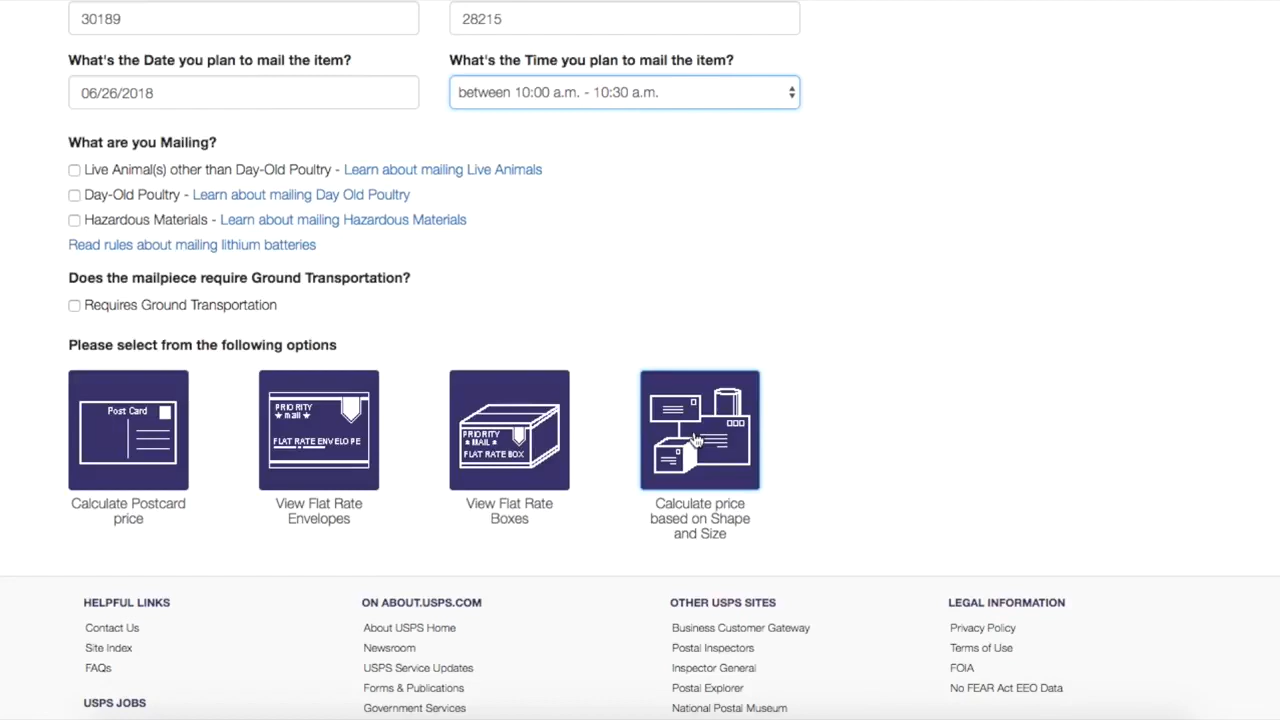 30189
28215
What's the Date you plan to mail the item?
What's the Time you plan to mail the item?
06/26/2018
between 10:00 a.m. - 10:30 a.m.
What are you Mailing?
Live Animal(s) other than Day-Old Poultry - Learn about mailing Live Animals
Day-Old Poultry - Learn about mailing Day Old Poultry
Hazardous Materials - Learn about mailing Hazardous Materials
Read rules about mailing lithium batteries
Does the mailpiece require Ground Transportation?
Requires Ground Transportation
Please select from the following options
Post Card
PRIORITY
★ mail ★
FLAT RATE ENVELOPE
PRIORITY
★ MAIL ★
FLAT RATE BOX
Calculate Postcard
price
View Flat Rate
Envelopes
View Flat Rate
Boxes
Calculate price
based on Shape
and Size
HELPFUL LINKS
Contact Us
Site Index
FAQs
USPS JOBS
ON ABOUT.USPS.COM
About USPS Home
Newsroom
USPS Service Updates
Forms & Publications
Government Services
OTHER USPS SITES
Business Customer Gateway
Postal Inspectors
Inspector General
Postal Explorer
National Postal Museum
LEGAL INFORMATION
Privacy Policy
Terms of Use
FOIA
No FEAR Act EEO Data